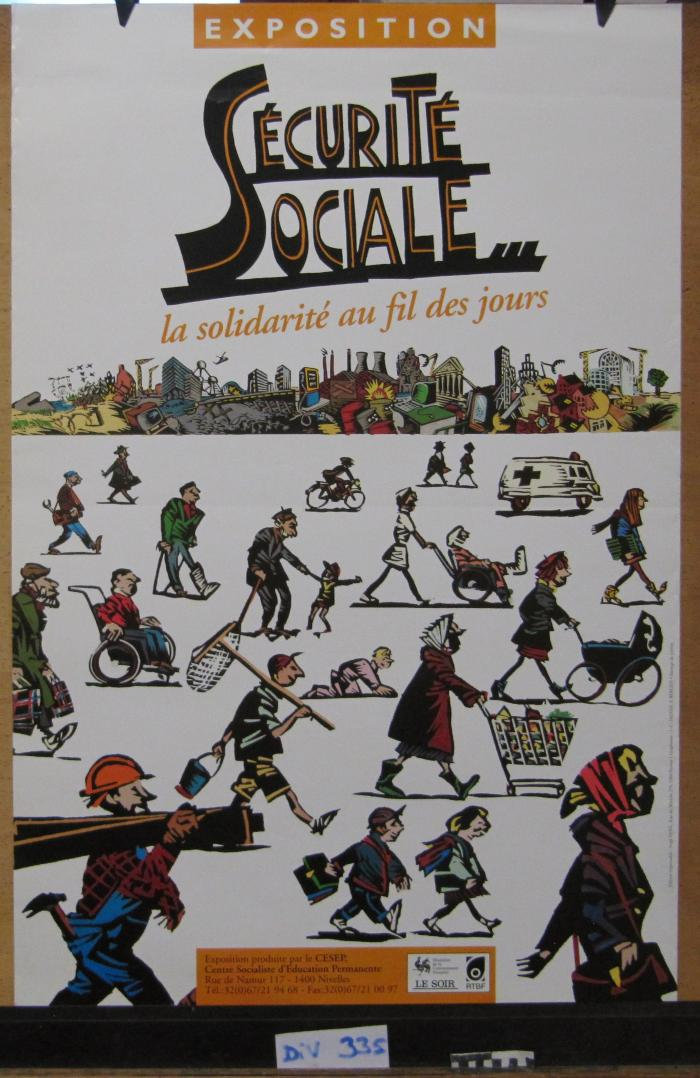 EXPOSITION
SÉCURITÉ
SOCIALE...
la solidarité au fil des jours
Exposition produite par le CESEP.
Centre Socialiste d'Éducation Permanente
Rue de Namur 117 - 1400 Nivelles
Tél.:32(0)67/21 94 68 - Fax:32(0)67/21 00 97
LE SOIR
RTBF
DiV 335